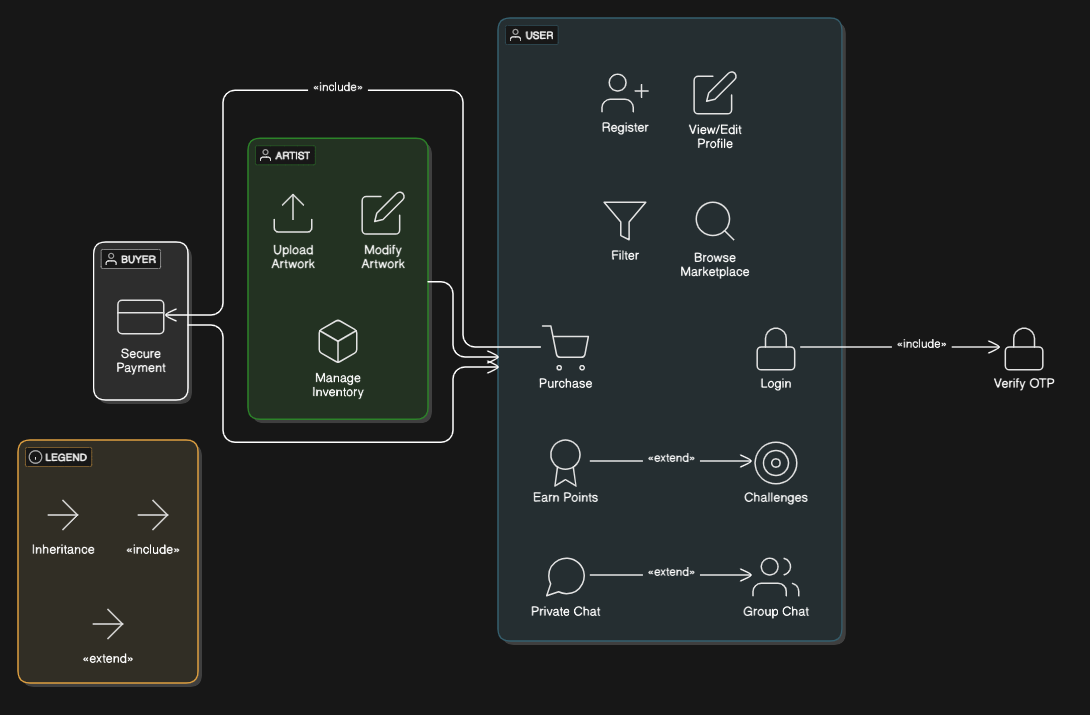 USER
Register
View/Edit
Profile
Filter
Browse
Marketplace
Purchase
Login
Earn Points
«extend»
Challenges
Private Chat
«extend»
Group Chat
«include»
Verify OTP
«include»
ARTIST
Upload
Artwork
Modify
Artwork
Manage
Inventory
BUYER
Secure
Payment
LEGEND
Inheritance
«include»
«extend»